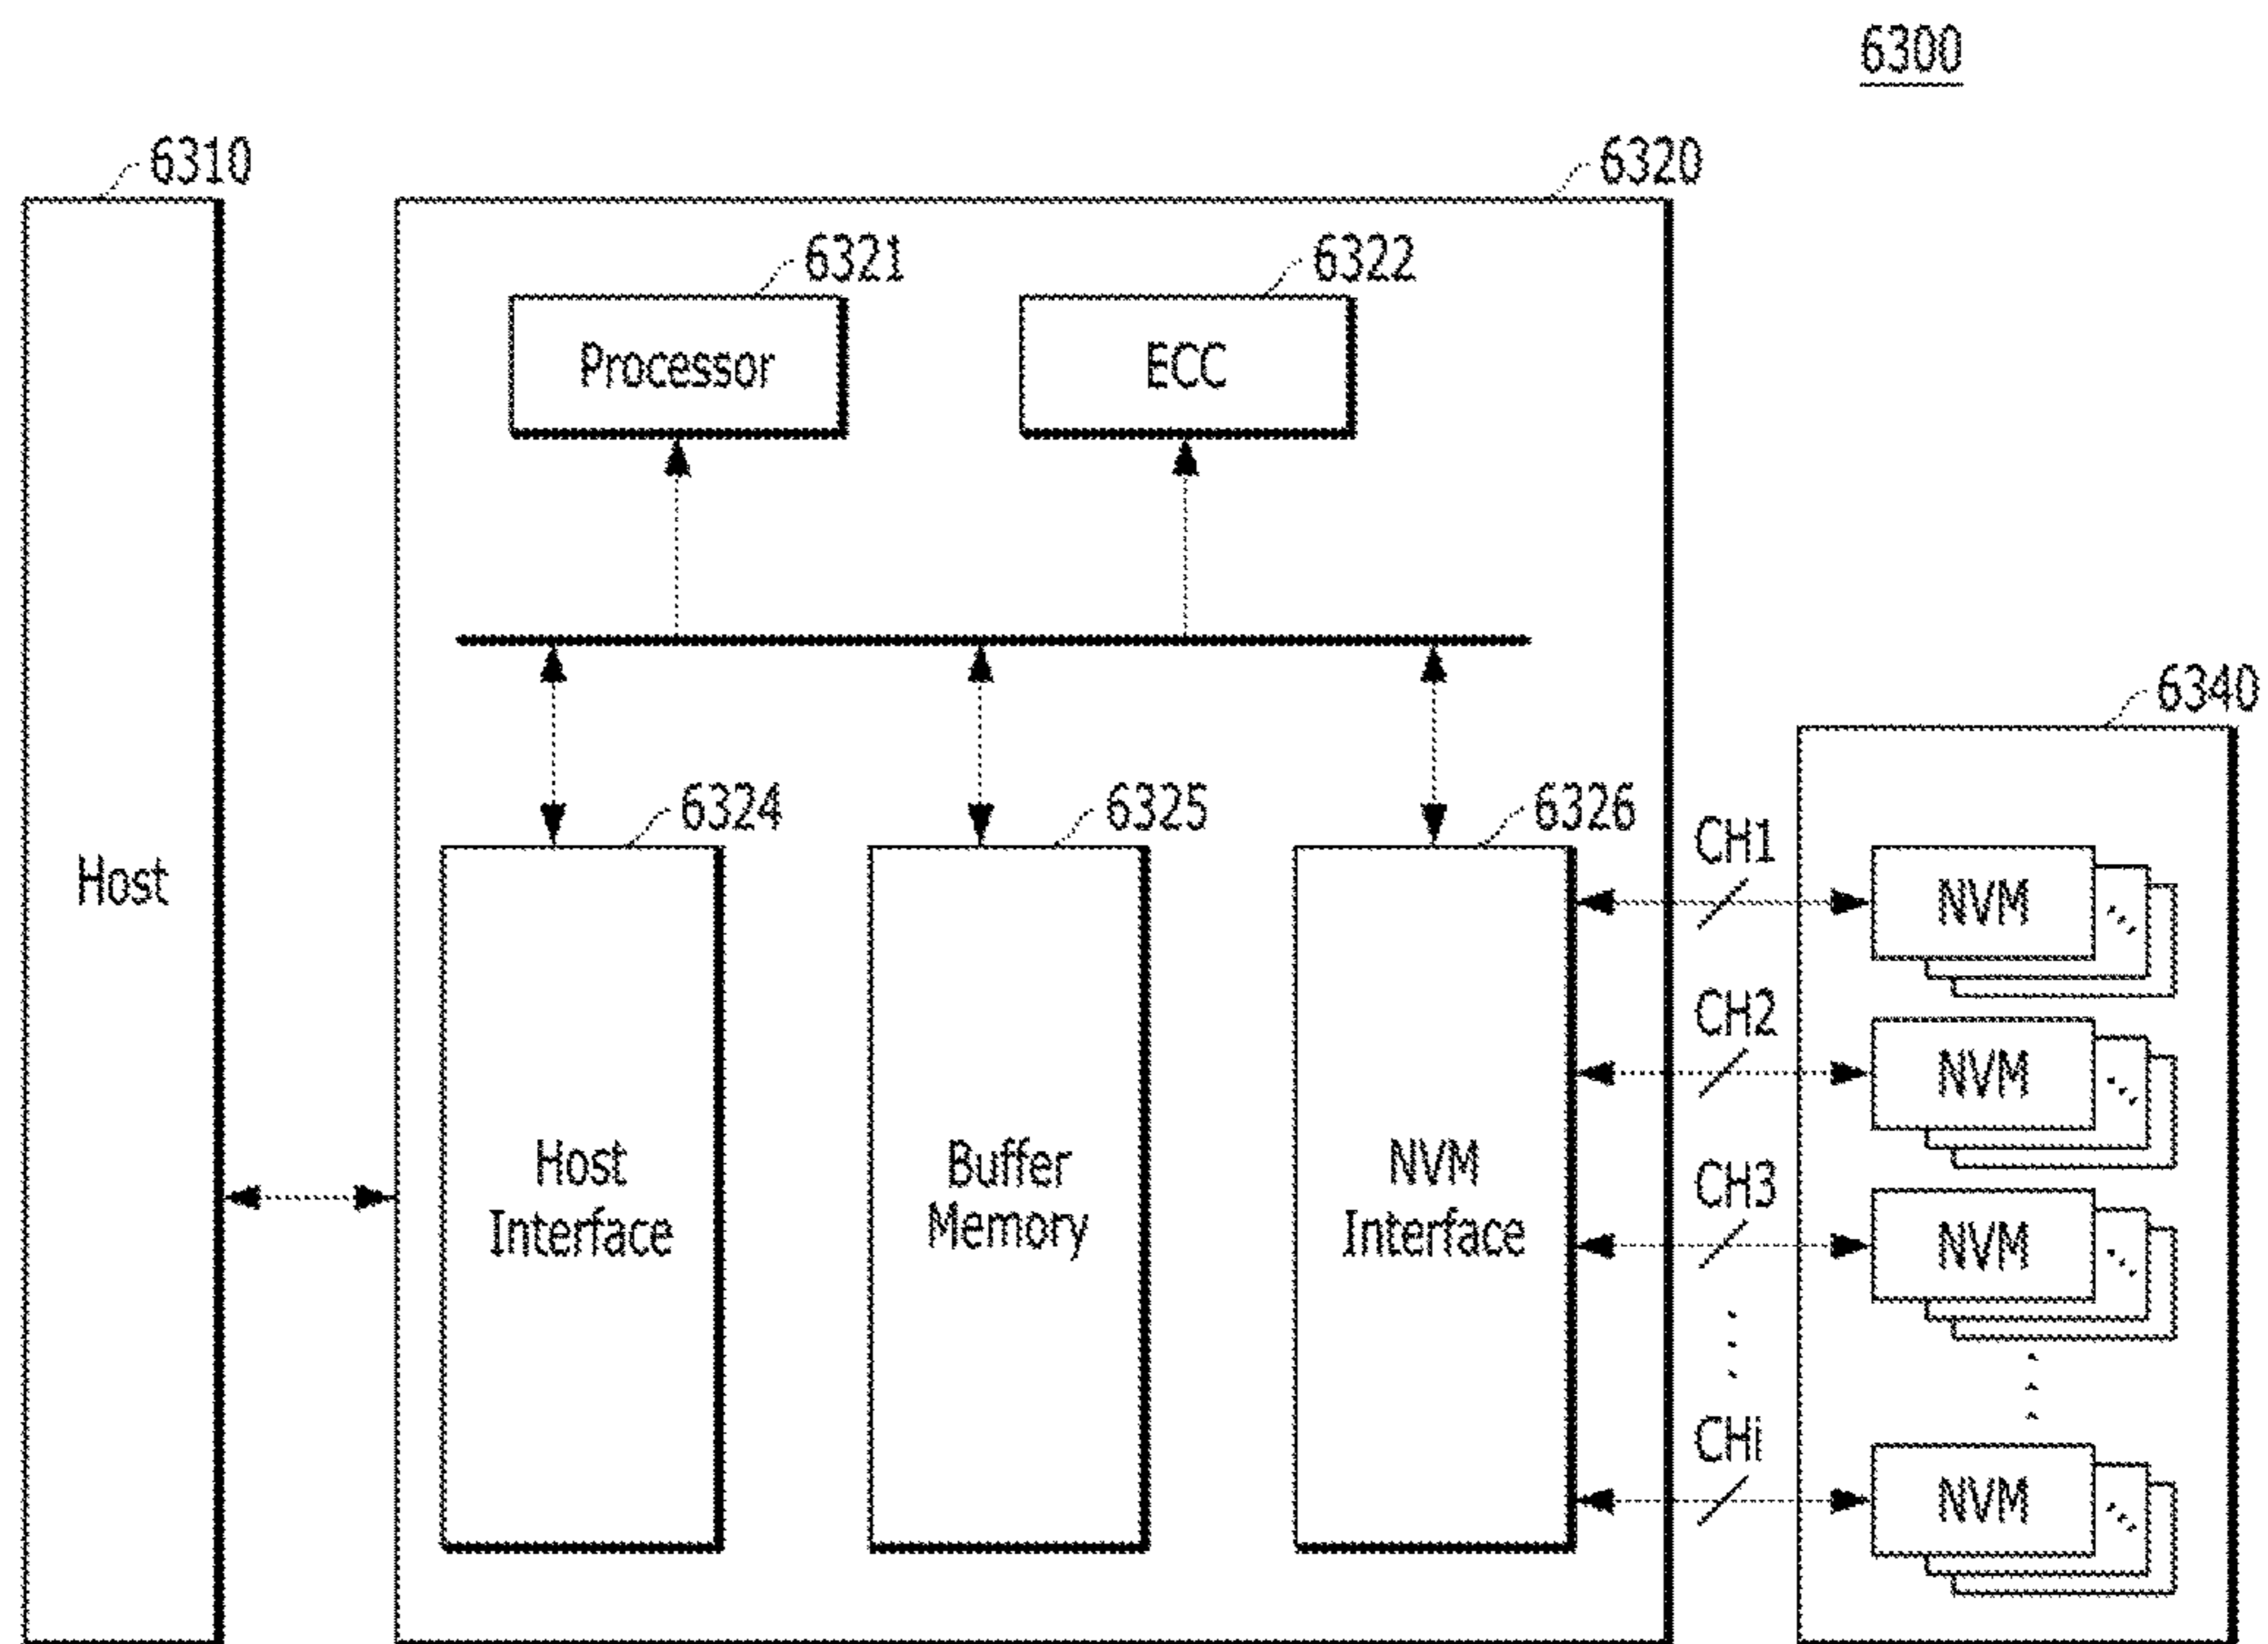 6300
6310
6320
6321
6322
Processor
ECC
6340
6324
6325
6326
CH1
Host
NVM
CH2
NVM
Host
Interface
Buffer
Memory
NVM
Interface
CH3
NVM
CHi
NVM